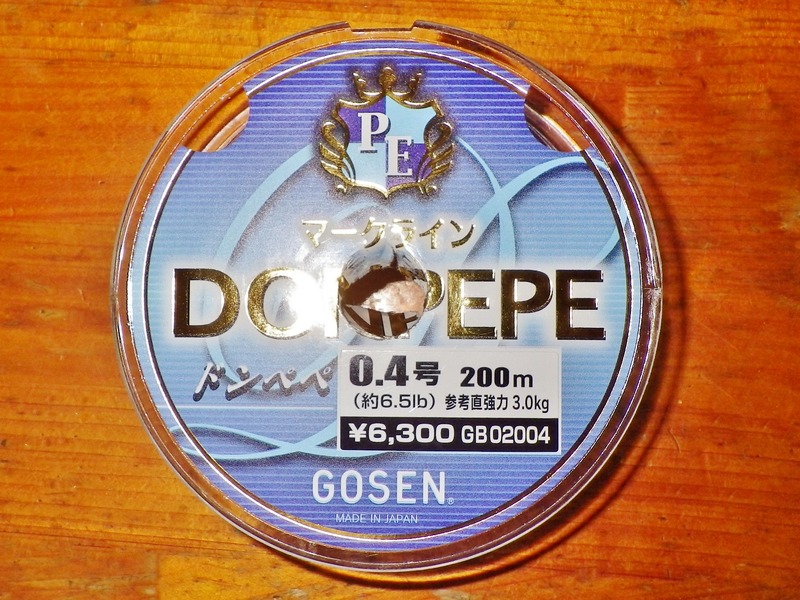 PE
マークライン
DONPEPE
ドンペペ
0.4号 200m
(約6.5lb) 参考直強力 3.0kg
¥6,300 GB02004
GOSEN®
MADE IN JAPAN